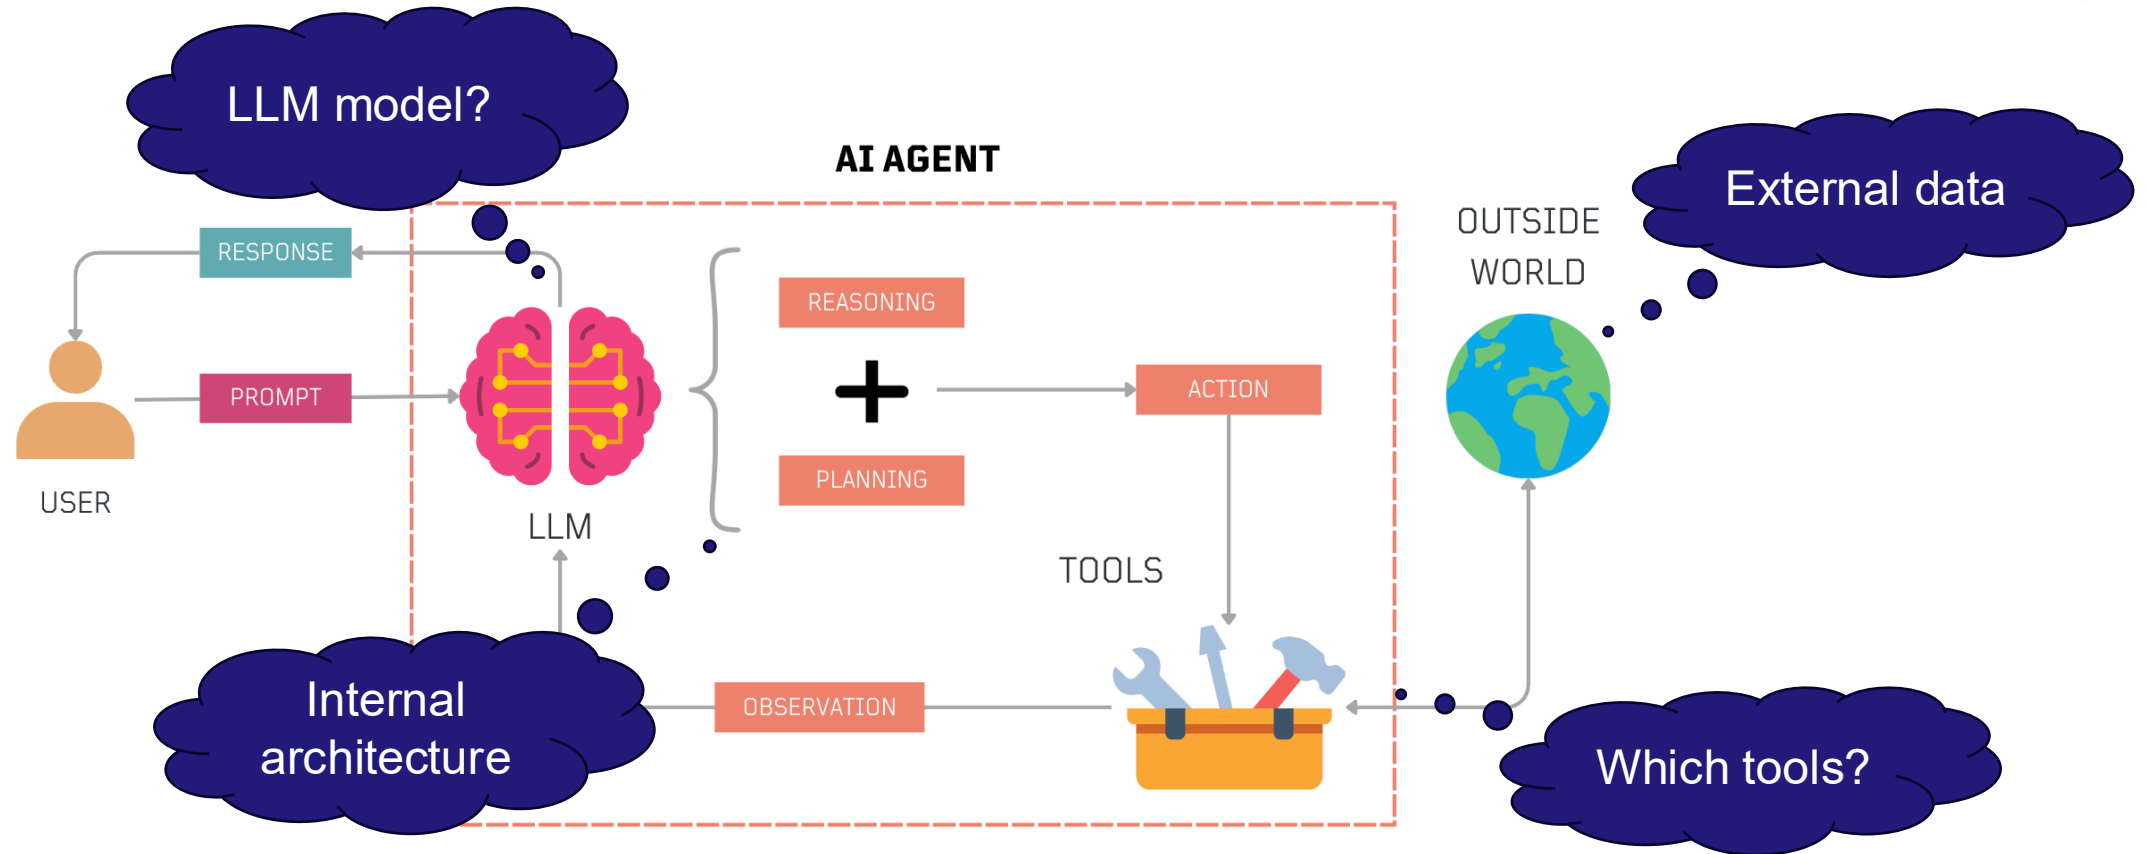 LLM model?
AI AGENT
External data
OUTSIDE
WORLD
RESPONSE
REASONING
PROMPT
ACTION
PLANNING
USER
LLM
TOOLS
Internal
architecture
OBSERVATION
Which tools?